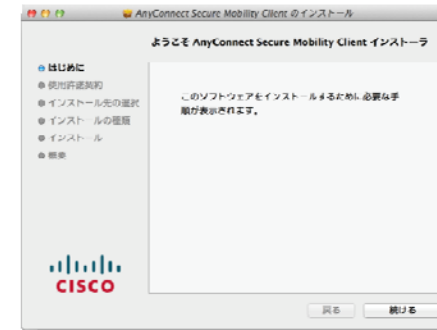 AnyConnect Secure Mobility Client のインストール
ようこそ AnyConnect Secure Mobility Client インストーラ
はじめに
使用許諾契約
インストール先の選択
インストールの種類
インストール
概要
このソフトウェアをインストールするために必要な手
順が表示されます。
CISCO
戻る
続ける